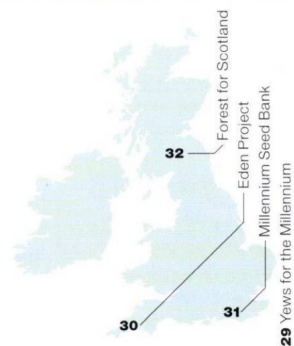 32 Forest for Scotland
30 Eden Project
31 Millennium Seed Bank
29 Yews for the Millennium